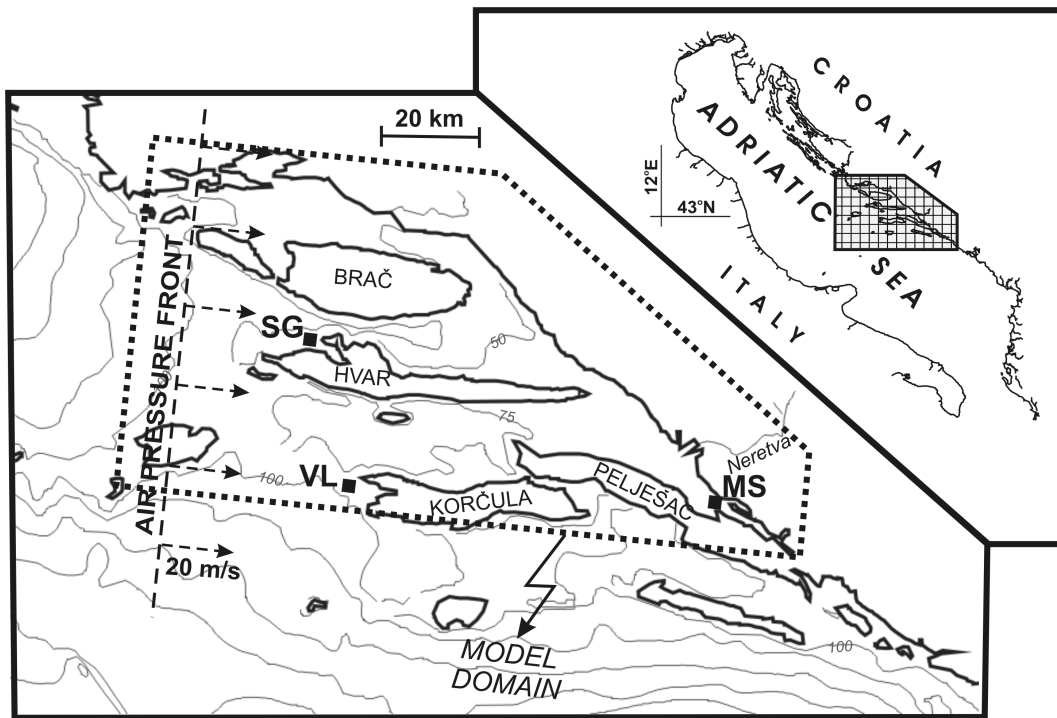 20 km
CROATIA
ADRIATIC
SEA
ITALY
12°E
43°N
AIR PRESSURE FRONT
BRAČ
SG
50
HVAR
75
Neretva
100
VL
KORČULA
PELJEŠAC
MS
20 m/s
MODEL
DOMAIN
100